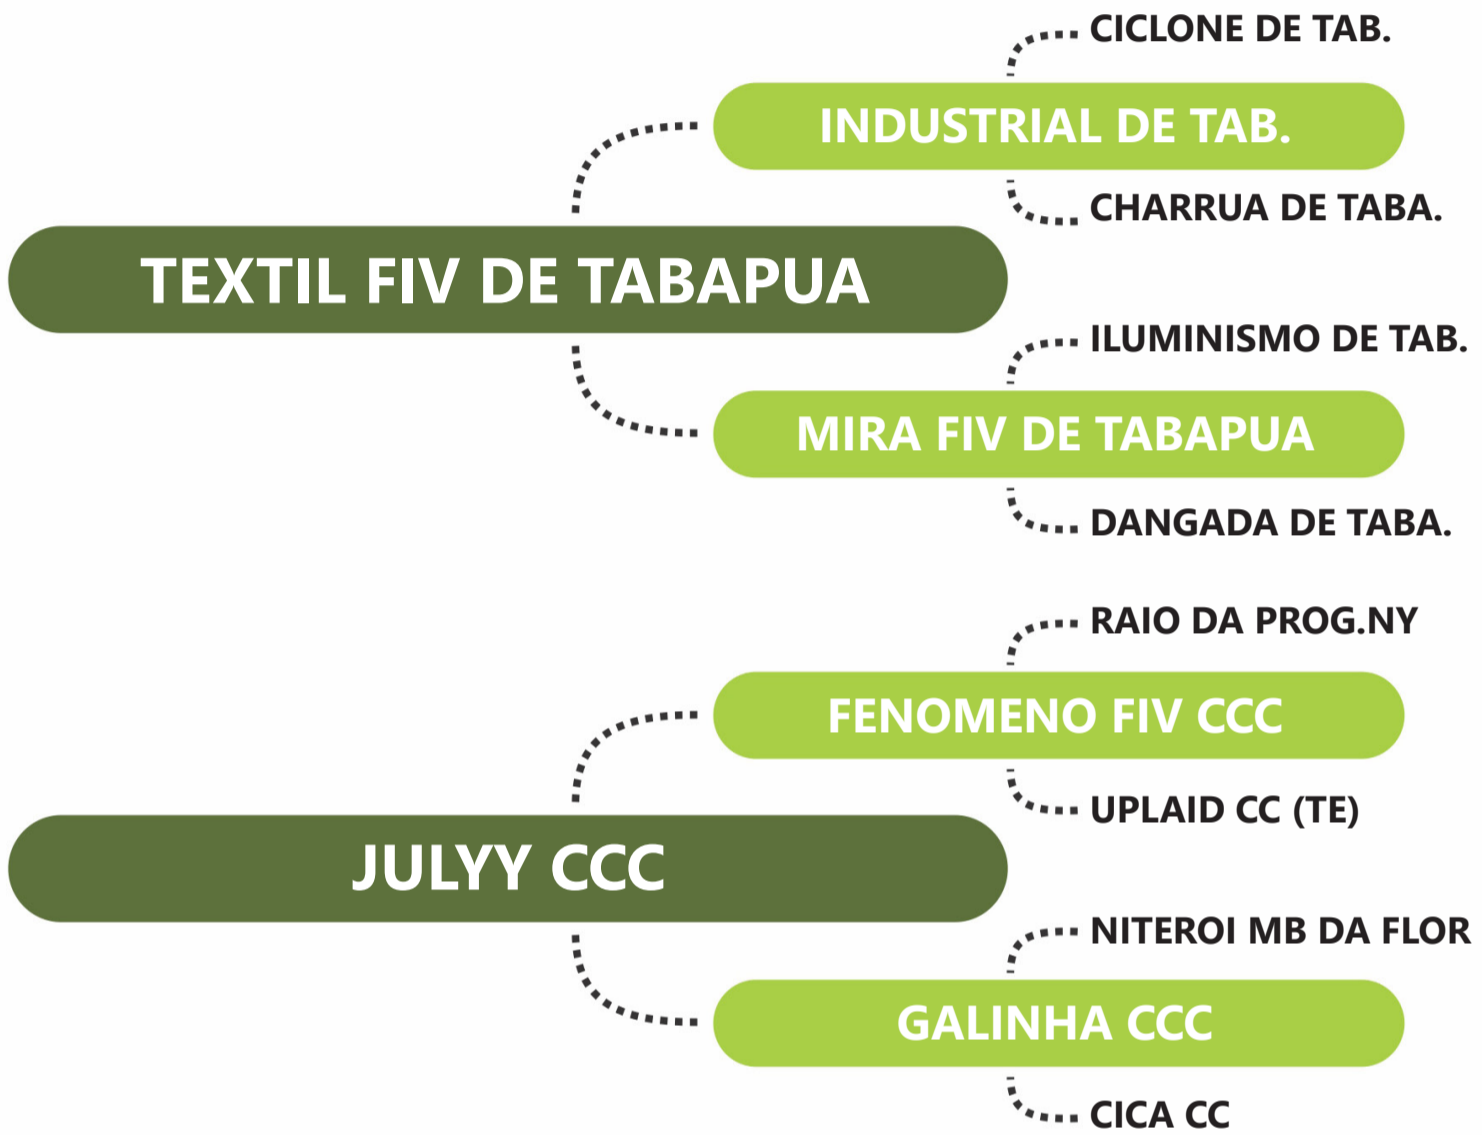 CICLONE DE TAB.
INDUSTRIAL DE TAB.
CHARRUA DE TABA.
TEXTIL FIV DE TABAPUA
ILUMINISMO DE TAB.
MIRA FIV DE TABAPUA
DANGADA DE TABA.
RAIO DA PROG.NY
FENOMENO FIV CCC
UPLAID CC (TE)
JULYY CCC
NITEROI MB DA FLOR
GALINHA CCC
CICA CC